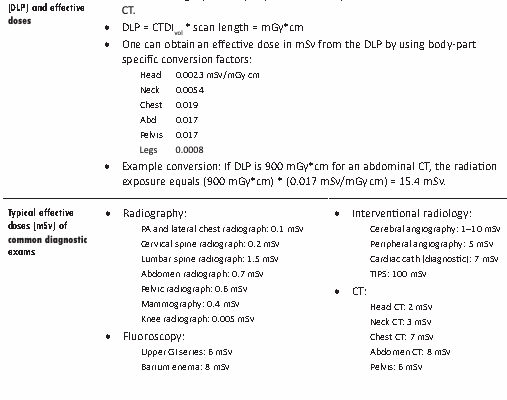 (DLP) and effective
doses
CT.
• DLP = CTDIvol * scan length = mGy*cm
• One can obtain an effective dose in mSv from the DLP by using body-part
specific conversion factors:
Head 0.0023 mSv/mGy cm
Neck 0.0054
Chest 0.019
Abd 0.017
Pelvis 0.017
Legs 0.0008
• Example conversion: If DLP is 900 mGy*cm for an abdominal CT, the radiation
exposure equals (900 mGy*cm) * (0.017 mSv/mGy cm) = 15.4 mSv.
Typical effective
doses (mSv) of
common diagnostic
exams
• Radiography:
PA and lateral chest radiograph: 0.1 mSv
Cervical spine radiograph: 0.2 mSv
Lumbar spine radiograph: 1.5 mSv
Abdomen radiograph: 0.7 mSv
Pelvic radiograph: 0.6 mSv
Mammography: 0.4 mSv
Knee radiograph: 0.005 mSv
• Fluoroscopy:
Upper GI series: 6 mSv
Barium enema: 8 mSv
• Interventional radiology:
Cerebral angiography: 1–10 mSv
Peripheral angiography: 5 mSv
Cardiac cath (diagnostic): 7 mSv
TIPS: 100 mSv
• CT:
Head CT: 2 mSv
Neck CT: 3 mSv
Chest CT: 7 mSv
Abdomen CT: 8 mSv
Pelvis: 6 mSv